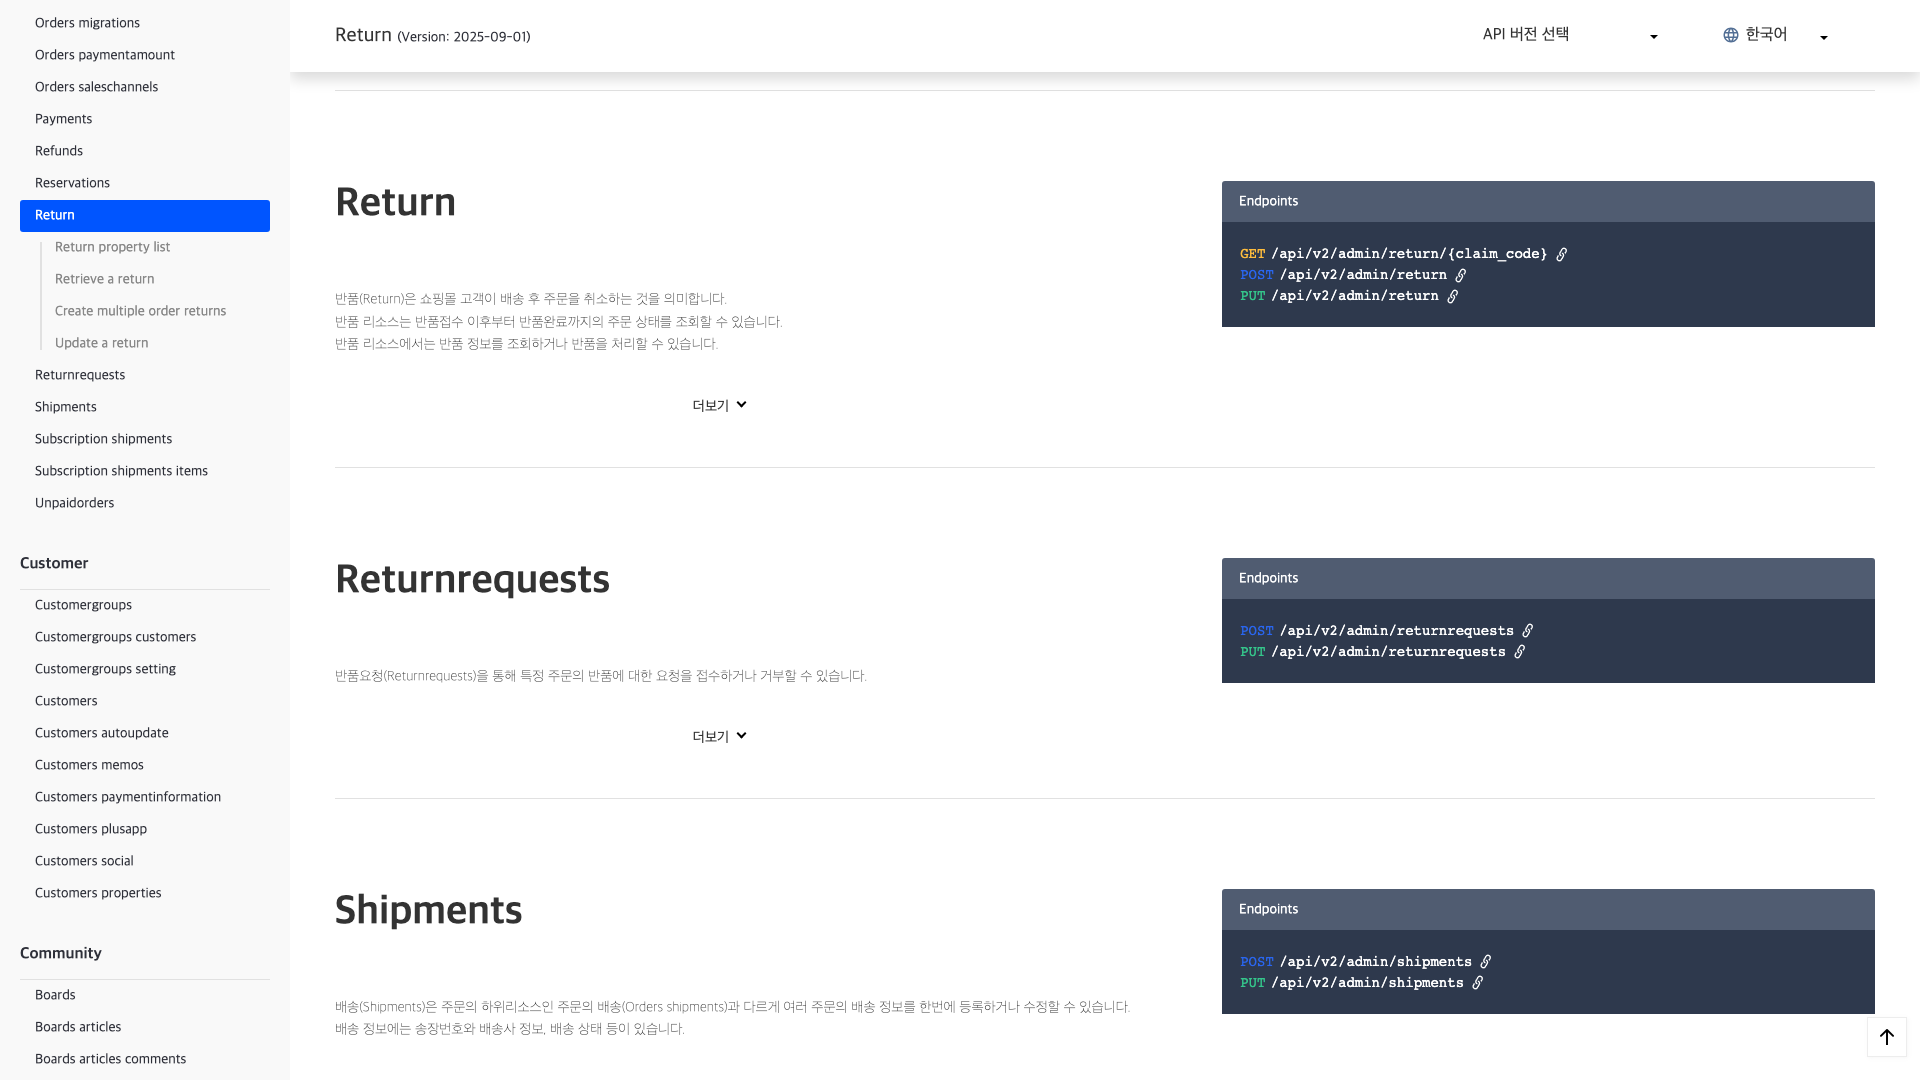 Orders migrations
Orders paymentamount
Orders saleschannels
Payments
Refunds
Reservations
Return
Return property list
Retrieve a return
Create multiple order returns
Update a return
Returnrequests
Shipments
Subscription shipments
Subscription shipments items
Unpaidorders
Customer
Customergroups
Customergroups customers
Customergroups setting
Customers
Customers autoupdate
Customers memos
Customers paymentinformation
Customers plusapp
Customers social
Customers properties
Community
Boards
Boards articles
Boards articles comments
Return (Version: 2025-09-01)
API 버전 선택
한국어
Return
반품(Return)은 쇼핑몰 고객이 배송 후 주문을 취소하는 것을 의미합니다.
반품 리소스는 반품접수 이후부터 반품완료까지의 주문 상태를 조회할 수 있습니다.
반품 리소스에서는 반품 정보를 조회하거나 반품을 처리할 수 있습니다.
더보기
Endpoints
GET /api/v2/admin/return/{claim_code}
POST /api/v2/admin/return
PUT /api/v2/admin/return
Returnrequests
반품요청(Returnrequests)을 통해 특정 주문의 반품에 대한 요청을 접수하거나 거부할 수 있습니다.
더보기
Endpoints
POST /api/v2/admin/returnrequests
PUT /api/v2/admin/returnrequests
Shipments
배송(Shipments)은 주문의 하위리소스인 주문의 배송(Orders shipments)과 다르게 여러 주문의 배송 정보를 한번에 등록하거나 수정할 수 있습니다.
배송 정보에는 송장번호와 배송사 정보, 배송 상태 등이 있습니다.
Endpoints
POST /api/v2/admin/shipments
PUT /api/v2/admin/shipments